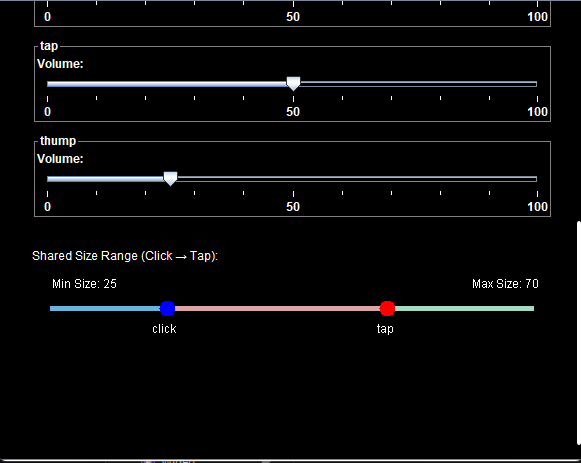 0 50 100
tap
Volume:
0 50 100
thump
Volume:
0 50 100
Shared Size Range (Click → Tap):
Min Size: 25 Max Size: 70
click tap